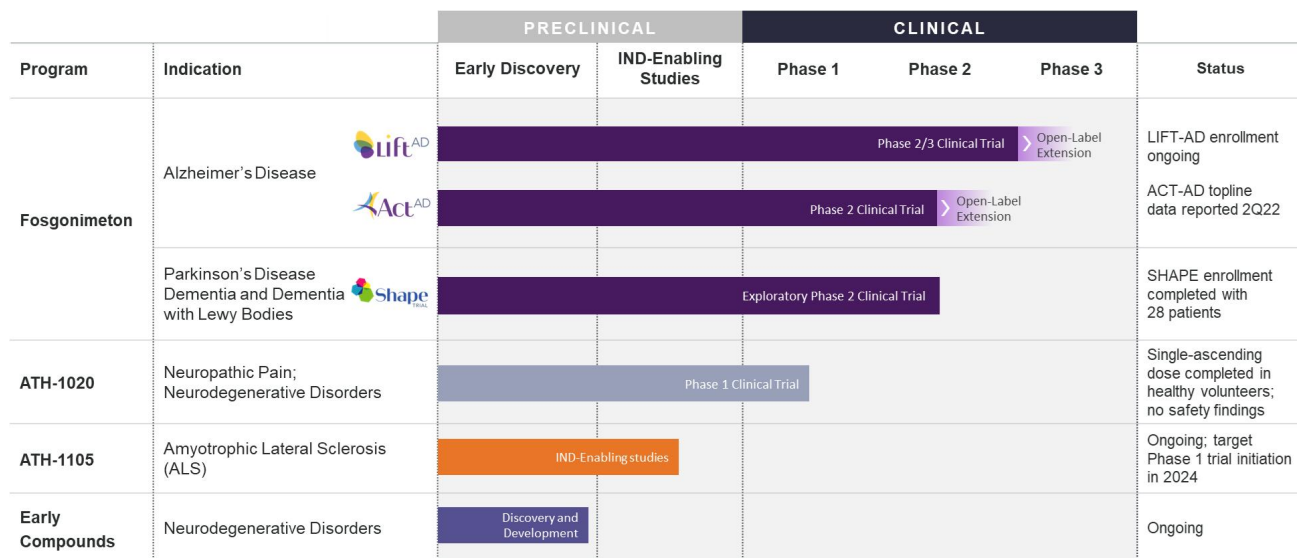 PRECLINICAL
CLINICAL
Program
Indication
Early Discovery
IND-Enabling
Studies
Phase 1
Phase 2
Phase 3
Status
Fosgonimeton
Alzheimer's Disease
Lift AD
Phase 2/3 Clinical Trial
Open-Label
Extension
LIFT-AD enrollment
ongoing
Act AD
Phase 2 Clinical Trial
Open-Label
Extension
ACT-AD topline
data reported 2Q22
Parkinson's Disease
Dementia and Dementia
with Lewy Bodies
Shape
TRIAL
Exploratory Phase 2 Clinical Trial
SHAPE enrollment
completed with
28 patients
ATH-1020
Neuropathic Pain;
Neurodegenerative Disorders
Phase 1 Clinical Trial
Single-ascending
dose completed in
healthy volunteers;
no safety findings
ATH-1105
Amyotrophic Lateral Sclerosis
(ALS)
IND-Enabling studies
Ongoing; target
Phase 1 trial initiation
in 2024
Early
Compounds
Neurodegenerative Disorders
Discovery and
Development
Ongoing